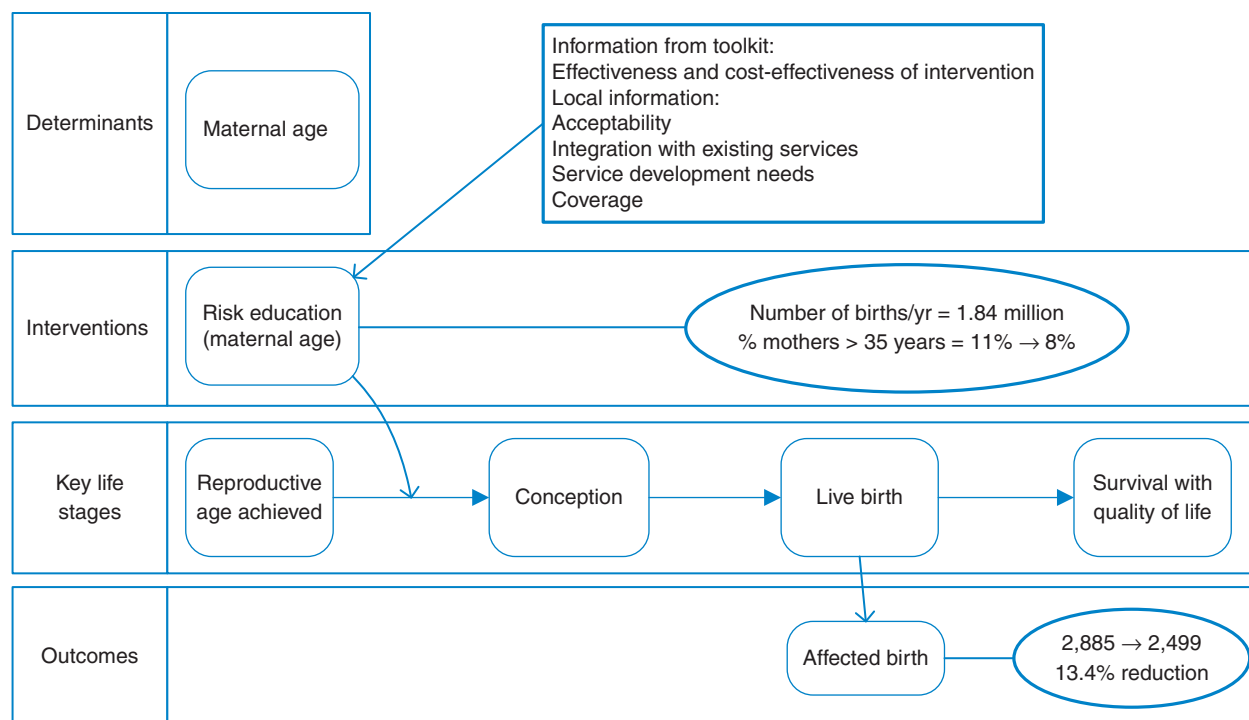 Determinants
Maternal age
Information from toolkit:
Effectiveness and cost-effectiveness of intervention
Local information:
Acceptability
Integration with existing services
Service development needs
Coverage
Interventions
Risk education
(maternal age)
Number of births/yr = 1.84 million
% mothers > 35 years = 11% → 8%
Key life
stages
Reproductive
age achieved
Conception
Live birth
Survival with
quality of life
Outcomes
Affected birth
2,885 → 2,499
13.4% reduction